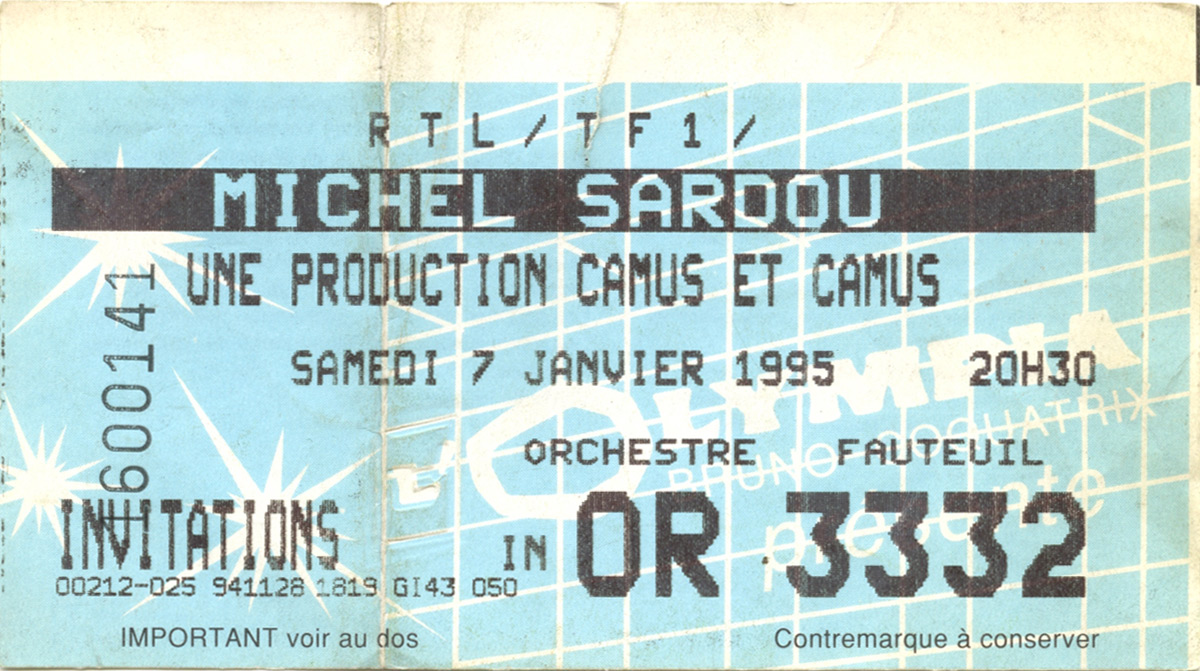 RTL/TF1/
MICHEL SARDOU
UNE PRODUCTION CAMUS ET CAMUS
SAMEDI 7 JANVIER 1995 20H30
OLYMPIA
BRUNO COQUATRIX
présente
ORCHESTRE FAUTEUIL
INVITATIONS IN OR 3332
00212-025 941128 1819 GI43 050
1600141
IMPORTANT voir au dos
Contremarque à conserver